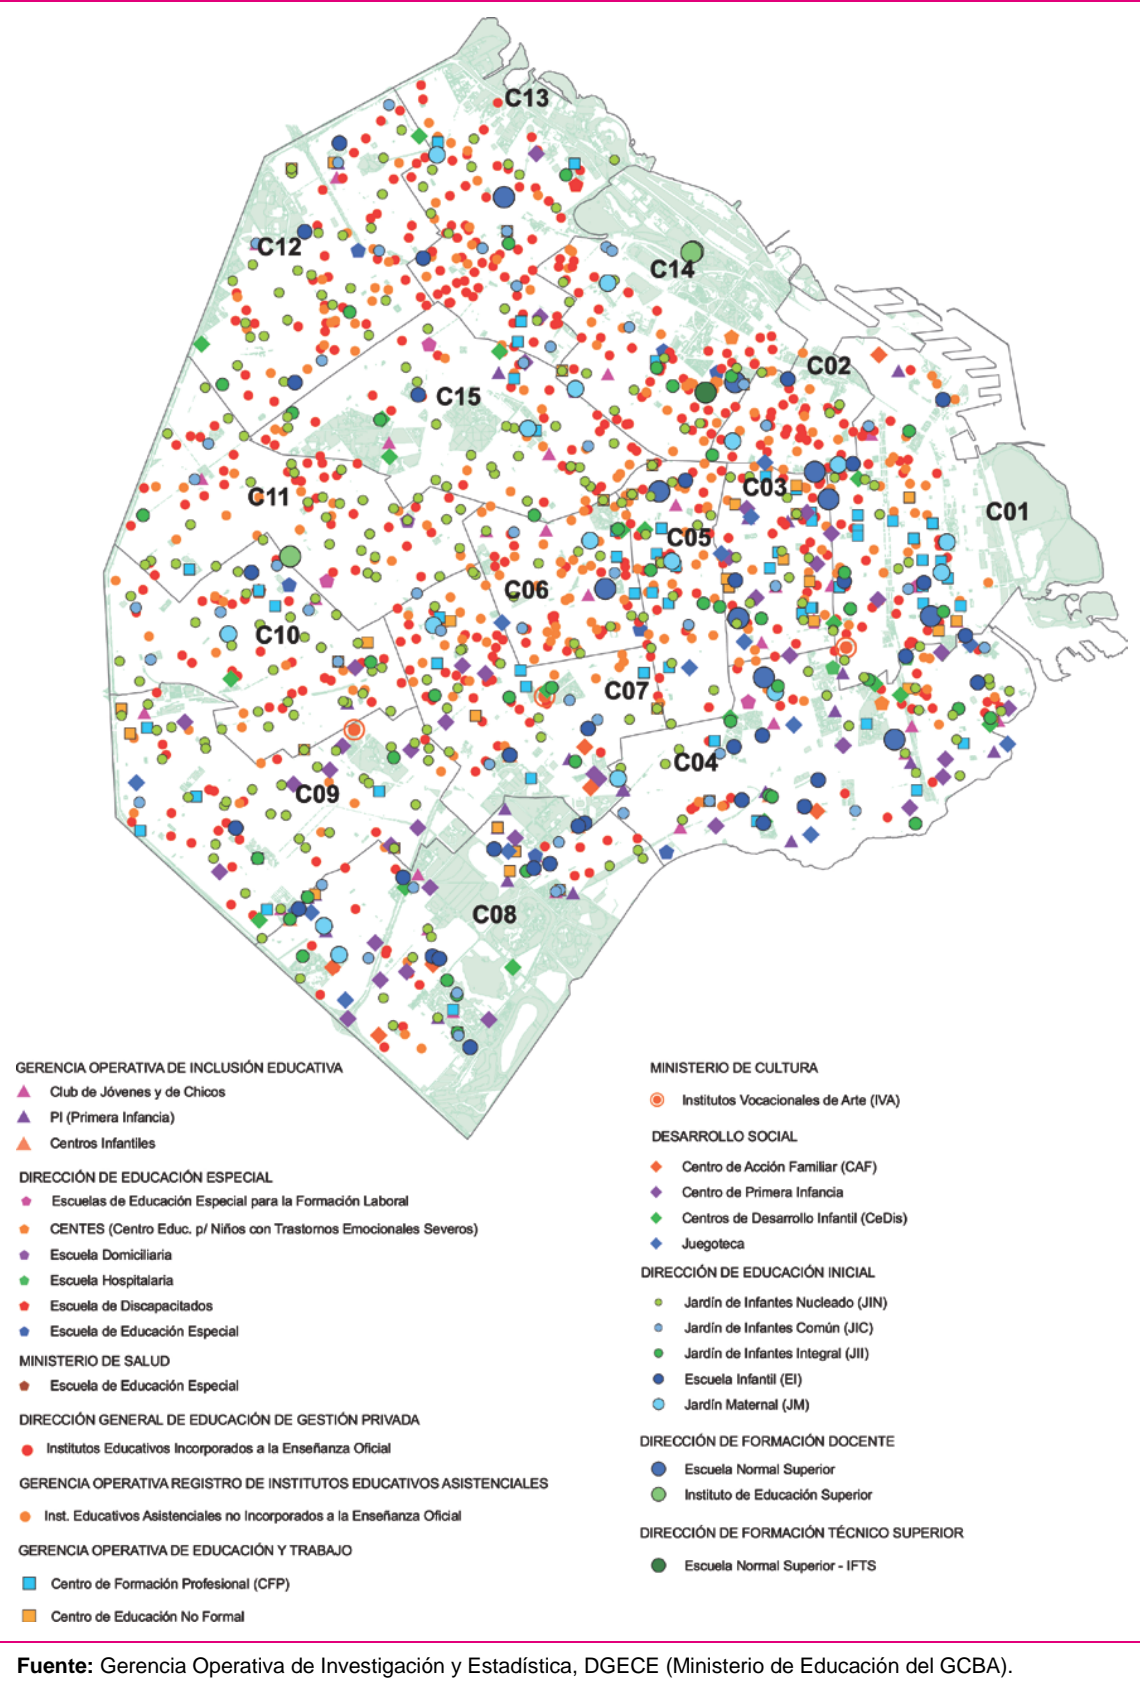 C13
C12
C14
C02
C15
C11
C03
C01
C05
C06
C10
C07
C04
C09
C08
GERENCIA OPERATIVA DE INCLUSIÓN EDUCATIVA
Club de Jóvenes y de Chicos
PI (Primera Infancia)
Centros Infantiles
DIRECCIÓN DE EDUCACIÓN ESPECIAL
Escuelas de Educación Especial para la Formación Laboral
CENTES (Centro Educ. p/ Niños con Trastornos Emocionales Severos)
Escuela Domiciliaria
Escuela Hospitalaria
Escuela de Discapacitados
Escuela de Educación Especial
MINISTERIO DE SALUD
Escuela de Educación Especial
DIRECCIÓN GENERAL DE EDUCACIÓN DE GESTIÓN PRIVADA
Institutos Educativos Incorporados a la Enseñanza Oficial
GERENCIA OPERATIVA REGISTRO DE INSTITUTOS EDUCATIVOS ASISTENCIALES
Inst. Educativos Asistenciales no Incorporados a la Enseñanza Oficial
GERENCIA OPERATIVA DE EDUCACIÓN Y TRABAJO
Centro de Formación Profesional (CFP)
Centro de Educación No Formal
MINISTERIO DE CULTURA
Institutos Vocacionales de Arte (IVA)
DESARROLLO SOCIAL
Centro de Acción Familiar (CAF)
Centro de Primera Infancia
Centros de Desarrollo Infantil (CeDis)
Juegoteca
DIRECCIÓN DE EDUCACIÓN INICIAL
Jardín de Infantes Nucleado (JIN)
Jardín de Infantes Común (JIC)
Jardín de Infantes Integral (JII)
Escuela Infantil (EI)
Jardín Maternal (JM)
DIRECCIÓN DE FORMACIÓN DOCENTE
Escuela Normal Superior
Instituto de Educación Superior
DIRECCIÓN DE FORMACIÓN TÉCNICO SUPERIOR
Escuela Normal Superior - IFTS
Fuente: Gerencia Operativa de Investigación y Estadística, DGECE (Ministerio de Educación del GCBA).